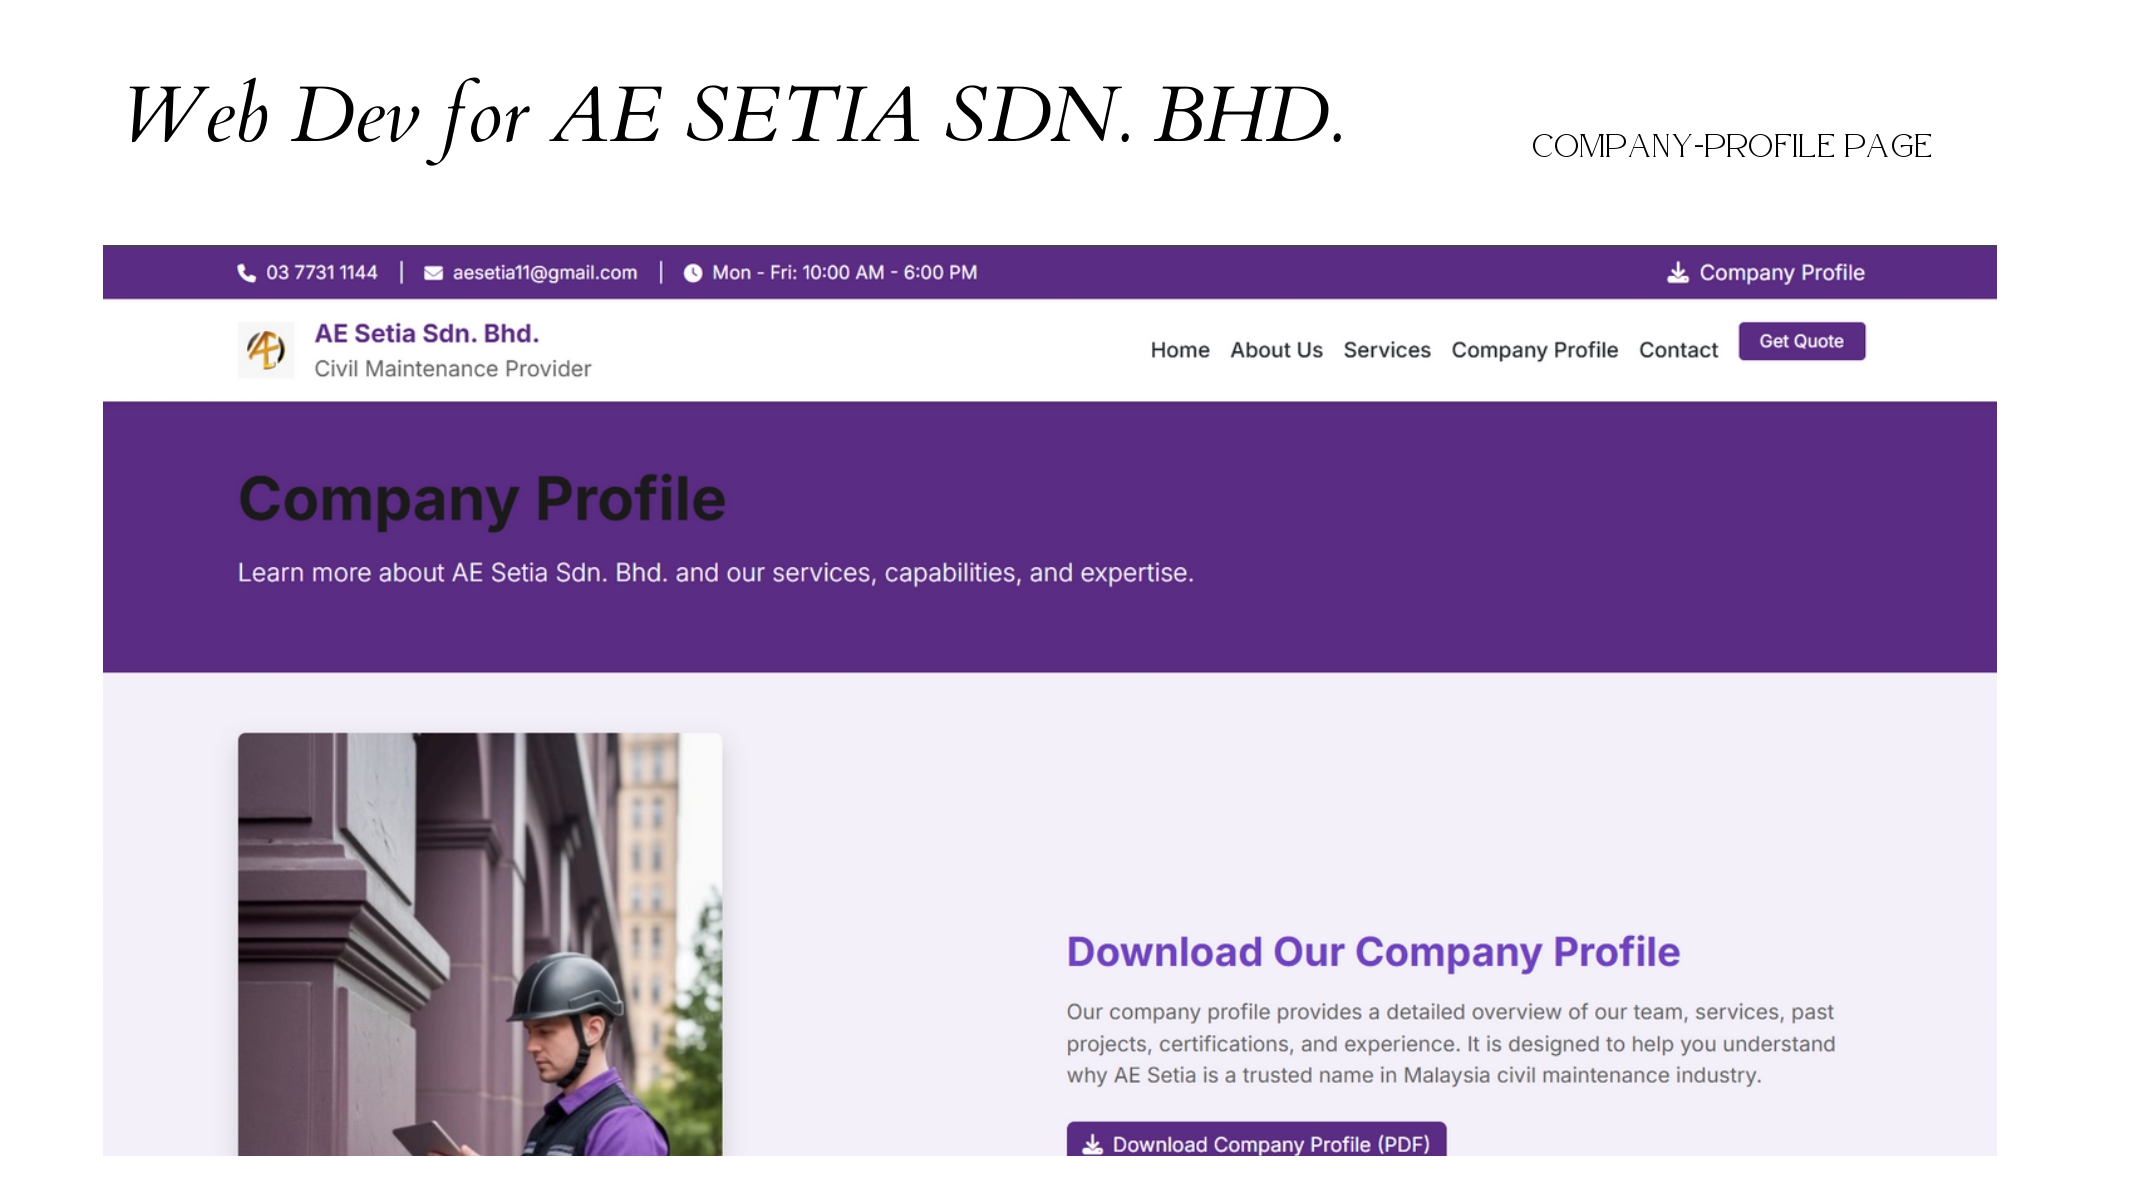 Web Dev for AE SETIA SDN. BHD.
COMPANY-PROFILE PAGE
03 7731 1144 | aesetia11@gmail.com | Mon - Fri: 10:00 AM - 6:00 PM
Company Profile
AE Setia Sdn. Bhd.
Civil Maintenance Provider
Home About Us Services Company Profile Contact Get Quote
Company Profile
Learn more about AE Setia Sdn. Bhd. and our services, capabilities, and expertise.
Download Our Company Profile
Our company profile provides a detailed overview of our team, services, past
projects, certifications, and experience. It is designed to help you understand
why AE Setia is a trusted name in Malaysia civil maintenance industry.
Download Company Profile (PDF)